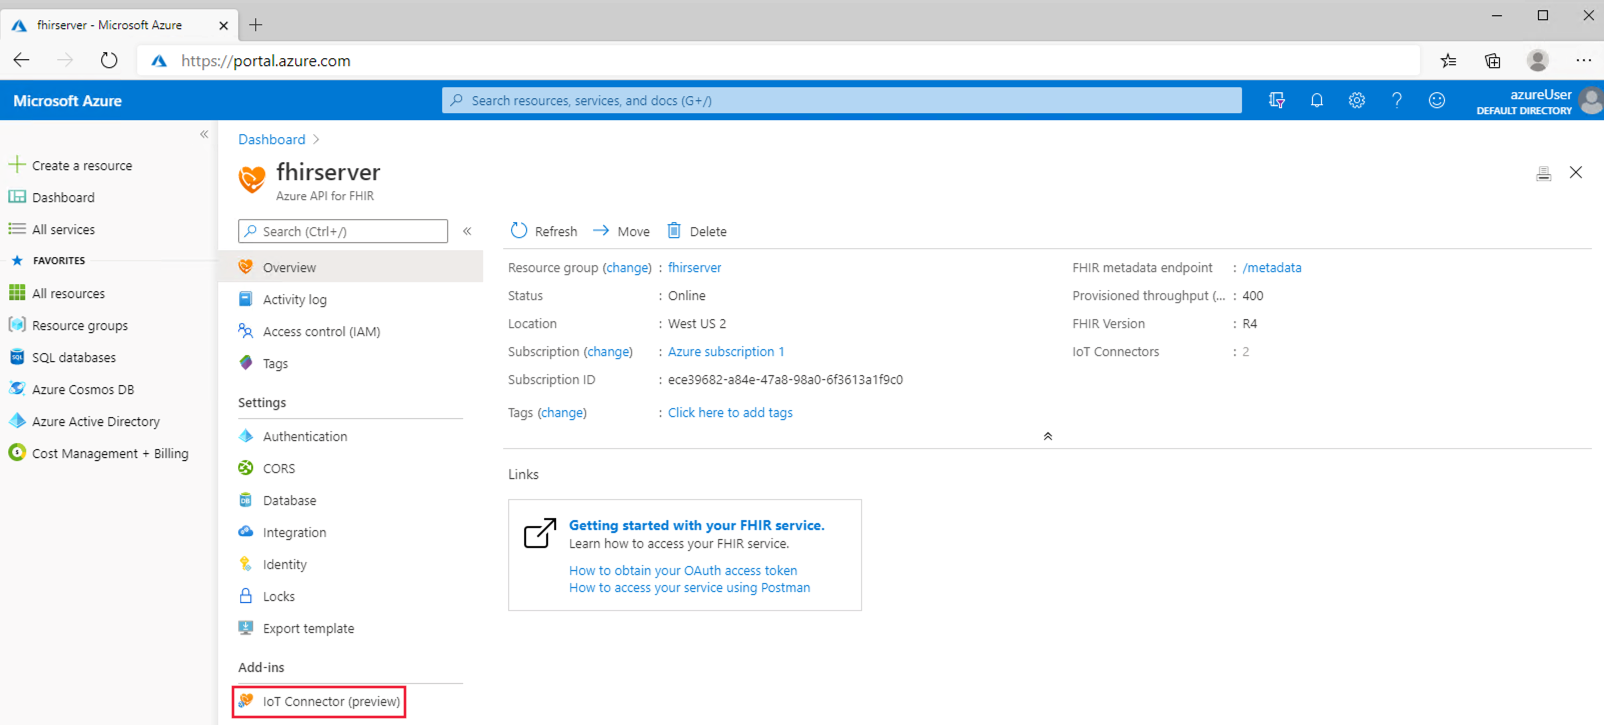 fhirserver - Microsoft Azure
https://portal.azure.com
Microsoft Azure
Search resources, services, and docs (G+/)
azureUser
DEFAULT DIRECTORY
Create a resource
Dashboard
All services
FAVORITES
All resources
Resource groups
SQL databases
Azure Cosmos DB
Azure Active Directory
Cost Management + Billing
Dashboard
fhirserver
Azure API for FHIR
Search (Ctrl+/)
Overview
Activity log
Access control (IAM)
Tags
Settings
Authentication
CORS
Database
Integration
Identity
Locks
Export template
Add-ins
IoT Connector (preview)
Refresh Move Delete
Resource group (change) : fhirserver
Status : Online
Location : West US 2
Subscription (change) : Azure subscription 1
Subscription ID : ece39682-a84e-47a8-98a0-6f3613a1f9c0
Tags (change) : Click here to add tags
FHIR metadata endpoint : /metadata
Provisioned throughput (... : 400
FHIR Version : R4
IoT Connectors : 2
Links
Getting started with your FHIR service.
Learn how to access your FHIR service.
How to obtain your OAuth access token
How to access your service using Postman